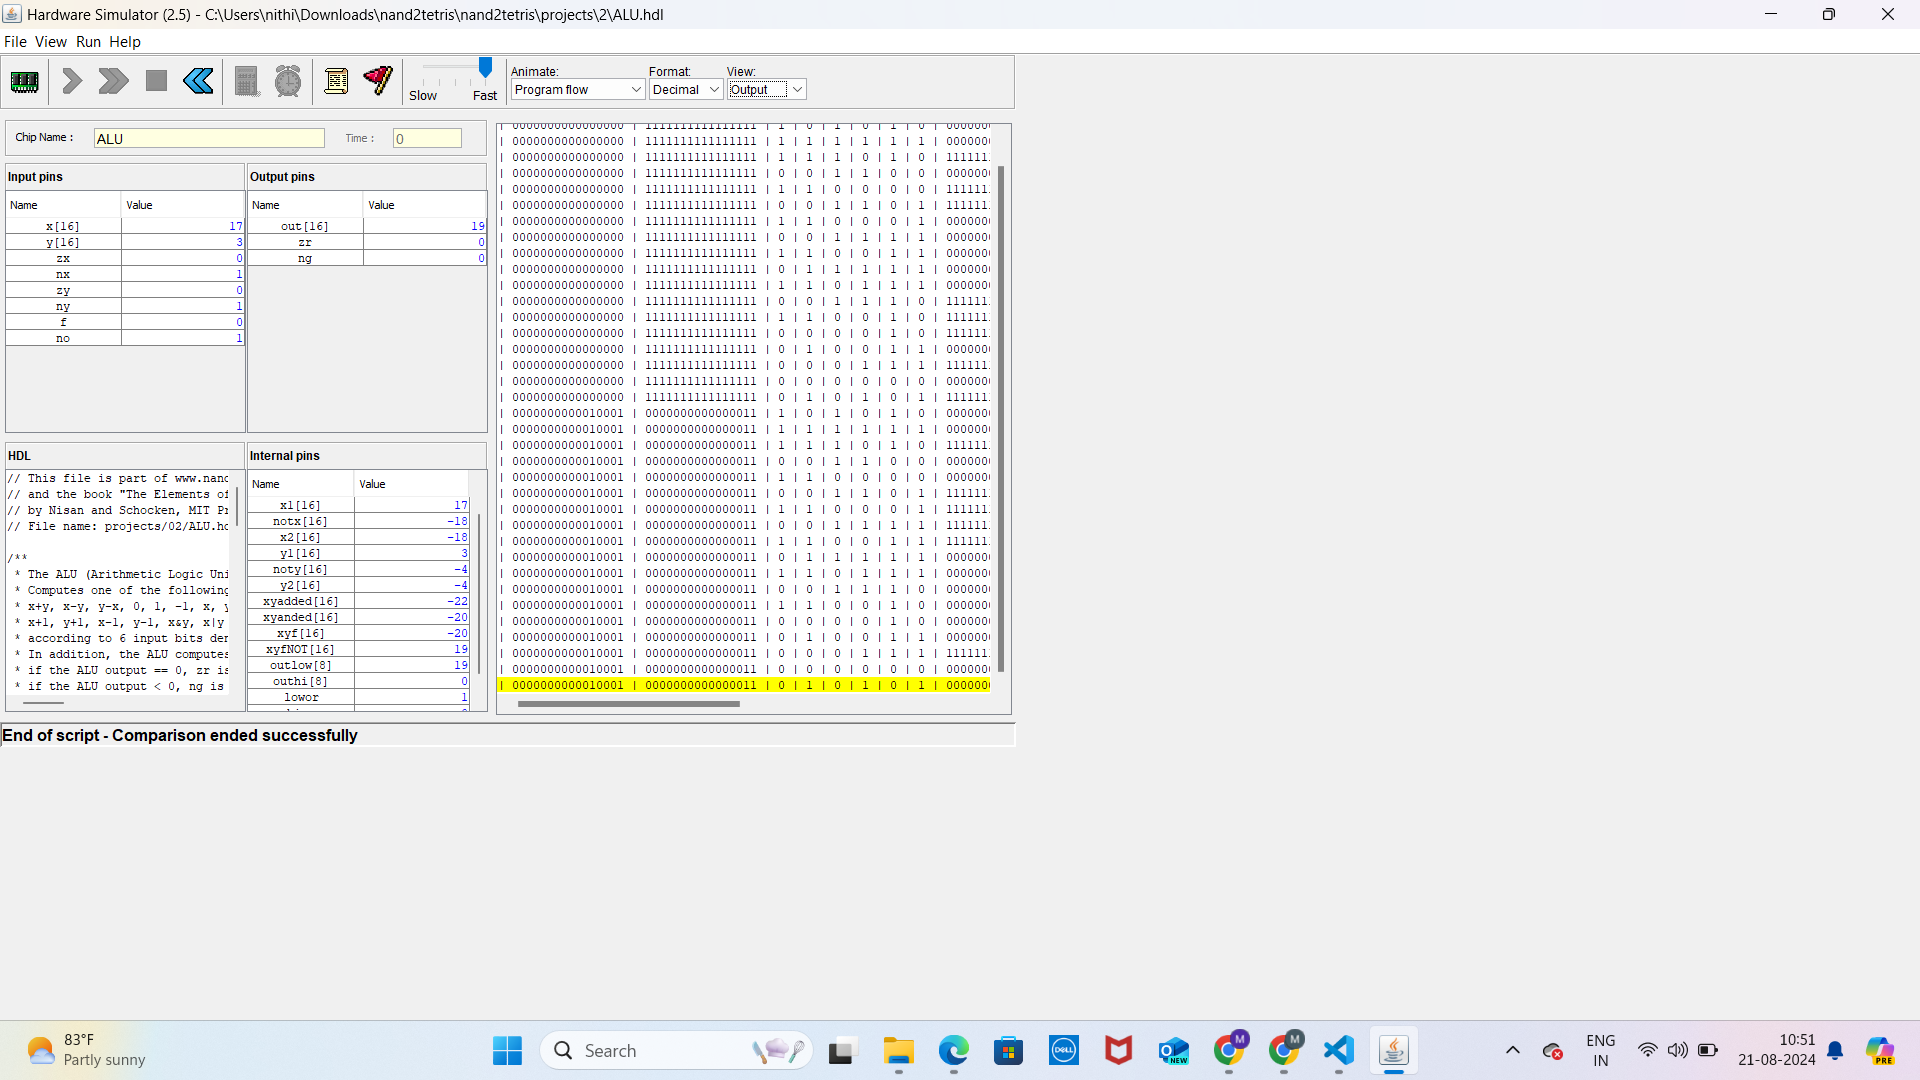 Hardware Simulator (2.5) - C:\Users\nithi\Downloads\nand2tetris\nand2tetris\projects\2\ALU.hdl
File View Run Help
Slow Fast
Animate: Format: View:
Program flow Decimal Output
Chip Name : ALU Time : 0
Input pins
Name Value
x[16] 17
y[16] 3
zx 0
nx 1
zy 0
ny 1
f 0
no 1
Output pins
Name Value
out[16] 19
zr 0
ng 0
HDL
// This file is part of www.nand
// and the book "The Elements of
// by Nisan and Schocken, MIT Pr
// File name: projects/02/ALU.hd
/**
* The ALU (Arithmetic Logic Uni
* Computes one of the following
* x+y, x-y, y-x, 0, 1, -1, x, y
* x+1, y+1, x-1, y-1, x&y, x|y
* according to 6 input bits den
* In addition, the ALU computes
* if the ALU output == 0, zr is
* if the ALU output < 0, ng is
Internal pins
Name Value
x1[16] 17
notx[16] -18
x2[16] -18
y1[16] 3
noty[16] -4
y2[16] -4
xyadded[16] -22
xyanded[16] -20
xyf[16] -20
xyfNOT[16] 19
outlow[8] 19
outhi[8] 0
lowor 1
| 0000000000000000 | 1111111111111111 | 1 | 0 | 1 | 0 | 1 | 0 | 000000
| 0000000000000000 | 1111111111111111 | 1 | 1 | 1 | 1 | 1 | 1 | 000000
| 0000000000000000 | 1111111111111111 | 1 | 1 | 1 | 0 | 1 | 0 | 111111
| 0000000000000000 | 1111111111111111 | 0 | 0 | 1 | 1 | 0 | 0 | 000000
| 0000000000000000 | 1111111111111111 | 1 | 1 | 0 | 0 | 0 | 0 | 111111
| 0000000000000000 | 1111111111111111 | 0 | 0 | 1 | 1 | 0 | 1 | 111111
| 0000000000000000 | 1111111111111111 | 1 | 1 | 0 | 0 | 0 | 1 | 000000
| 0000000000000000 | 1111111111111111 | 0 | 0 | 1 | 1 | 1 | 1 | 000000
| 0000000000000000 | 1111111111111111 | 1 | 1 | 0 | 0 | 1 | 1 | 000000
| 0000000000000000 | 1111111111111111 | 0 | 1 | 1 | 1 | 1 | 1 | 000000
| 0000000000000000 | 1111111111111111 | 1 | 1 | 0 | 1 | 1 | 1 | 000000
| 0000000000000000 | 1111111111111111 | 0 | 0 | 1 | 1 | 1 | 0 | 111111
| 0000000000000000 | 1111111111111111 | 1 | 1 | 0 | 0 | 1 | 0 | 111111
| 0000000000000000 | 1111111111111111 | 0 | 0 | 0 | 0 | 1 | 0 | 111111
| 0000000000000000 | 1111111111111111 | 0 | 1 | 0 | 0 | 1 | 1 | 000000
| 0000000000000000 | 1111111111111111 | 0 | 0 | 0 | 1 | 1 | 1 | 111111
| 0000000000000000 | 1111111111111111 | 0 | 0 | 0 | 0 | 0 | 0 | 000000
| 0000000000000000 | 1111111111111111 | 0 | 1 | 0 | 1 | 0 | 1 | 111111
| 0000000000010001 | 0000000000000011 | 1 | 0 | 1 | 0 | 1 | 0 | 000000
| 0000000000010001 | 0000000000000011 | 1 | 1 | 1 | 1 | 1 | 1 | 000000
| 0000000000010001 | 0000000000000011 | 1 | 1 | 1 | 0 | 1 | 0 | 111111
| 0000000000010001 | 0000000000000011 | 0 | 0 | 1 | 1 | 0 | 0 | 000000
| 0000000000010001 | 0000000000000011 | 1 | 1 | 0 | 0 | 0 | 0 | 000000
| 0000000000010001 | 0000000000000011 | 0 | 0 | 1 | 1 | 0 | 1 | 111111
| 0000000000010001 | 0000000000000011 | 1 | 1 | 0 | 0 | 0 | 1 | 111111
| 0000000000010001 | 0000000000000011 | 0 | 0 | 1 | 1 | 1 | 1 | 111111
| 0000000000010001 | 0000000000000011 | 1 | 1 | 0 | 0 | 1 | 1 | 111111
| 0000000000010001 | 0000000000000011 | 0 | 1 | 1 | 1 | 1 | 1 | 000000
| 0000000000010001 | 0000000000000011 | 1 | 1 | 0 | 1 | 1 | 1 | 000000
| 0000000000010001 | 0000000000000011 | 0 | 0 | 1 | 1 | 1 | 0 | 000000
| 0000000000010001 | 0000000000000011 | 1 | 1 | 0 | 0 | 1 | 0 | 000000
| 0000000000010001 | 0000000000000011 | 0 | 0 | 0 | 0 | 1 | 0 | 000000
| 0000000000010001 | 0000000000000011 | 0 | 1 | 0 | 0 | 1 | 1 | 000000
| 0000000000010001 | 0000000000000011 | 0 | 0 | 0 | 1 | 1 | 1 | 111111
| 0000000000010001 | 0000000000000011 | 0 | 0 | 0 | 0 | 0 | 0 | 000000
| 0000000000010001 | 0000000000000011 | 0 | 1 | 0 | 1 | 0 | 1 | 000000
End of script - Comparison ended successfully
83°F
Partly sunny
Search
DELL
NEW
M
M
ENG
IN
10:51
21-08-2024
PRE